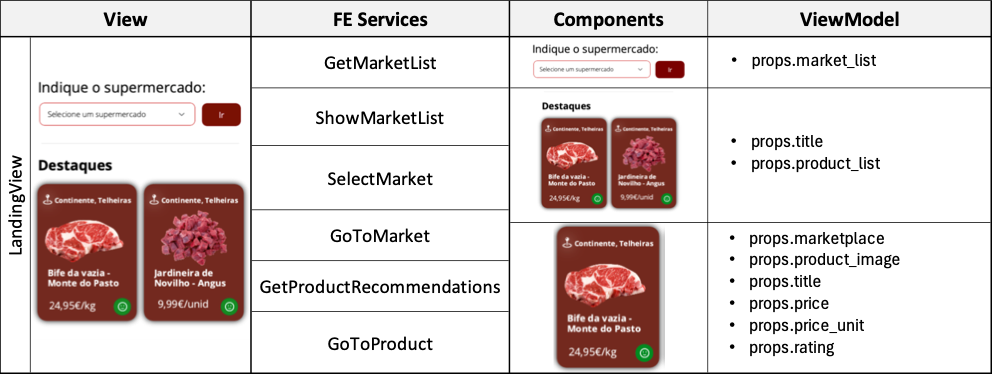 View
FE Services
Components
ViewModel
LandingView
Indique o supermercado:
Selecione um supermercado
Ir
Destaques
Continente, Telheiras
Bife da vazia -
Monte do Pasto
24,95€/kg
Continente, Telheiras
Jardineira de
Novilho - Angus
9,99€/unid
GetMarketList
ShowMarketList
SelectMarket
GoToMarket
GetProductRecommendations
GoToProduct
Indique o supermercado:
Selecione um supermercado
Ir
Destaques
Continente, Telheiras
Bife da vazia -
Monte do Pasto
24,95€/kg
Continente, Telheiras
Jardineira de
Novilho - Angus
9,99€/unid
Continente, Telheiras
Bife da vazia -
Monte do Pasto
24,95€/kg
• props.market_list
• props.title
• props.product_list
• props.marketplace
• props.product_image
• props.title
• props.price
• props.price_unit
• props.rating